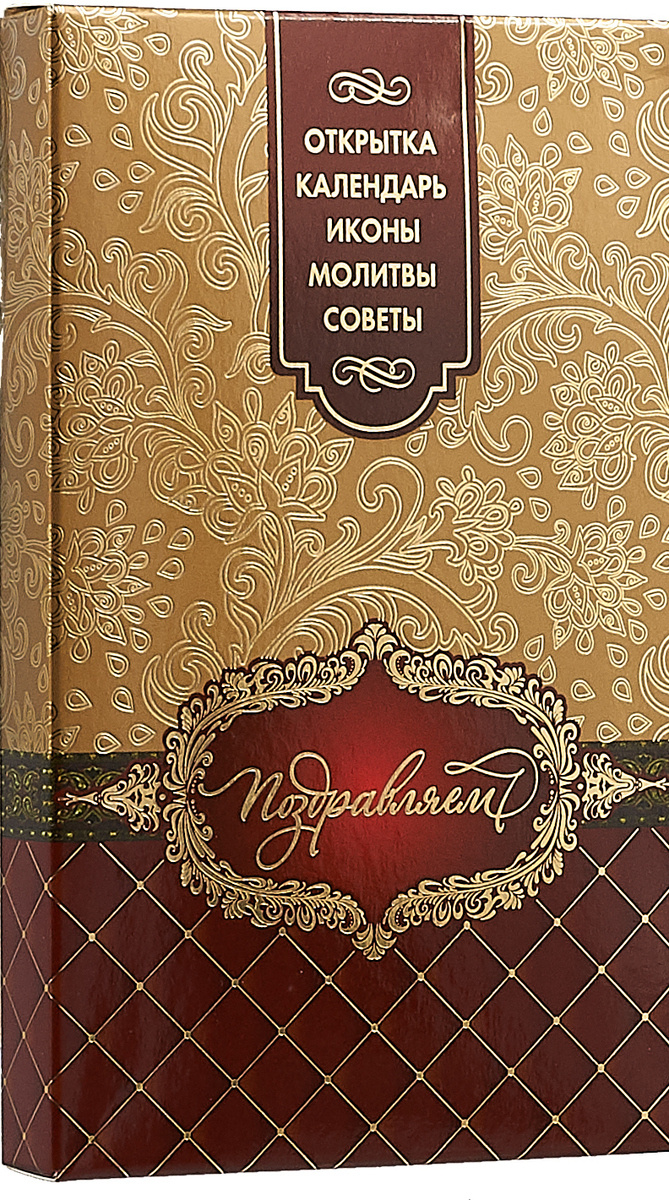 ОТКРЫТКА
КАЛЕНДАРЬ
ИКОНЫ
МОЛИТВЫ
СОВЕТЫ
Поздравляем